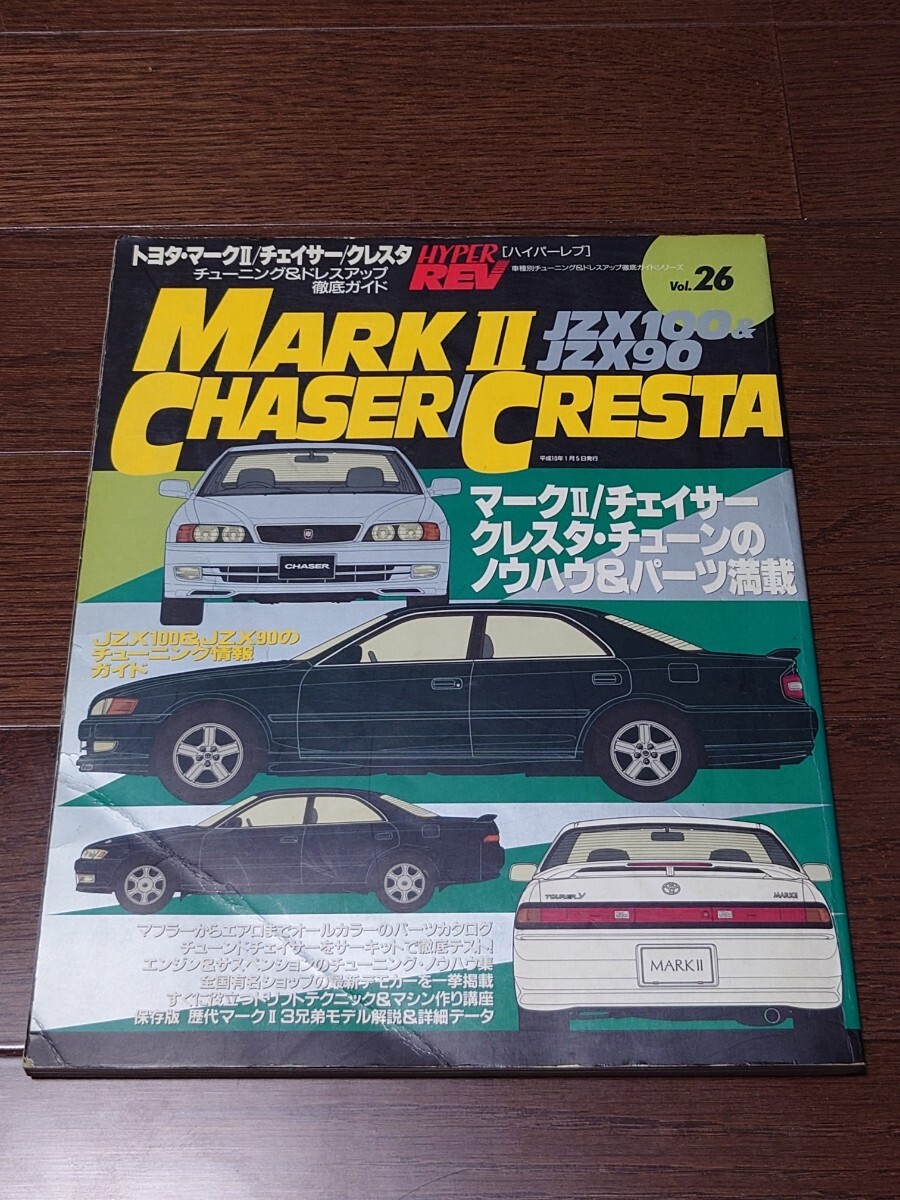 トヨタ・マークⅡ/チェイサー/クレスタ
チューニング&ドレスアップ
徹底ガイド
HYPER
REV
[ハイパーレブ]
車種別チューニング&ドレスアップ徹底ガイドシリーズ
Vol.26
MARK Ⅱ
JZX100&
JZX90
CHASER/CRESTA
平成10年1月5日発行
マークⅡ/チェイサー
クレスタ・チューンの
ノウハウ&パーツ満載
CHASER
JZX100&JZX90の
チューニング情報
ガイド
TOURER V
MARKⅡ
MARKⅡ
マフラーからエアロまでオールカラーのパーツカタログ
チューンドチェイサーをサーキットで徹底テスト!
エンジン&サスペンションのチューニング・ノウハウ集
全国有名ショップの最新デモカーを一挙掲載
すぐに役立つドリフトテクニック&マシン作り講座
保存版 歴代マークⅡ3兄弟モデル解説&詳細データ